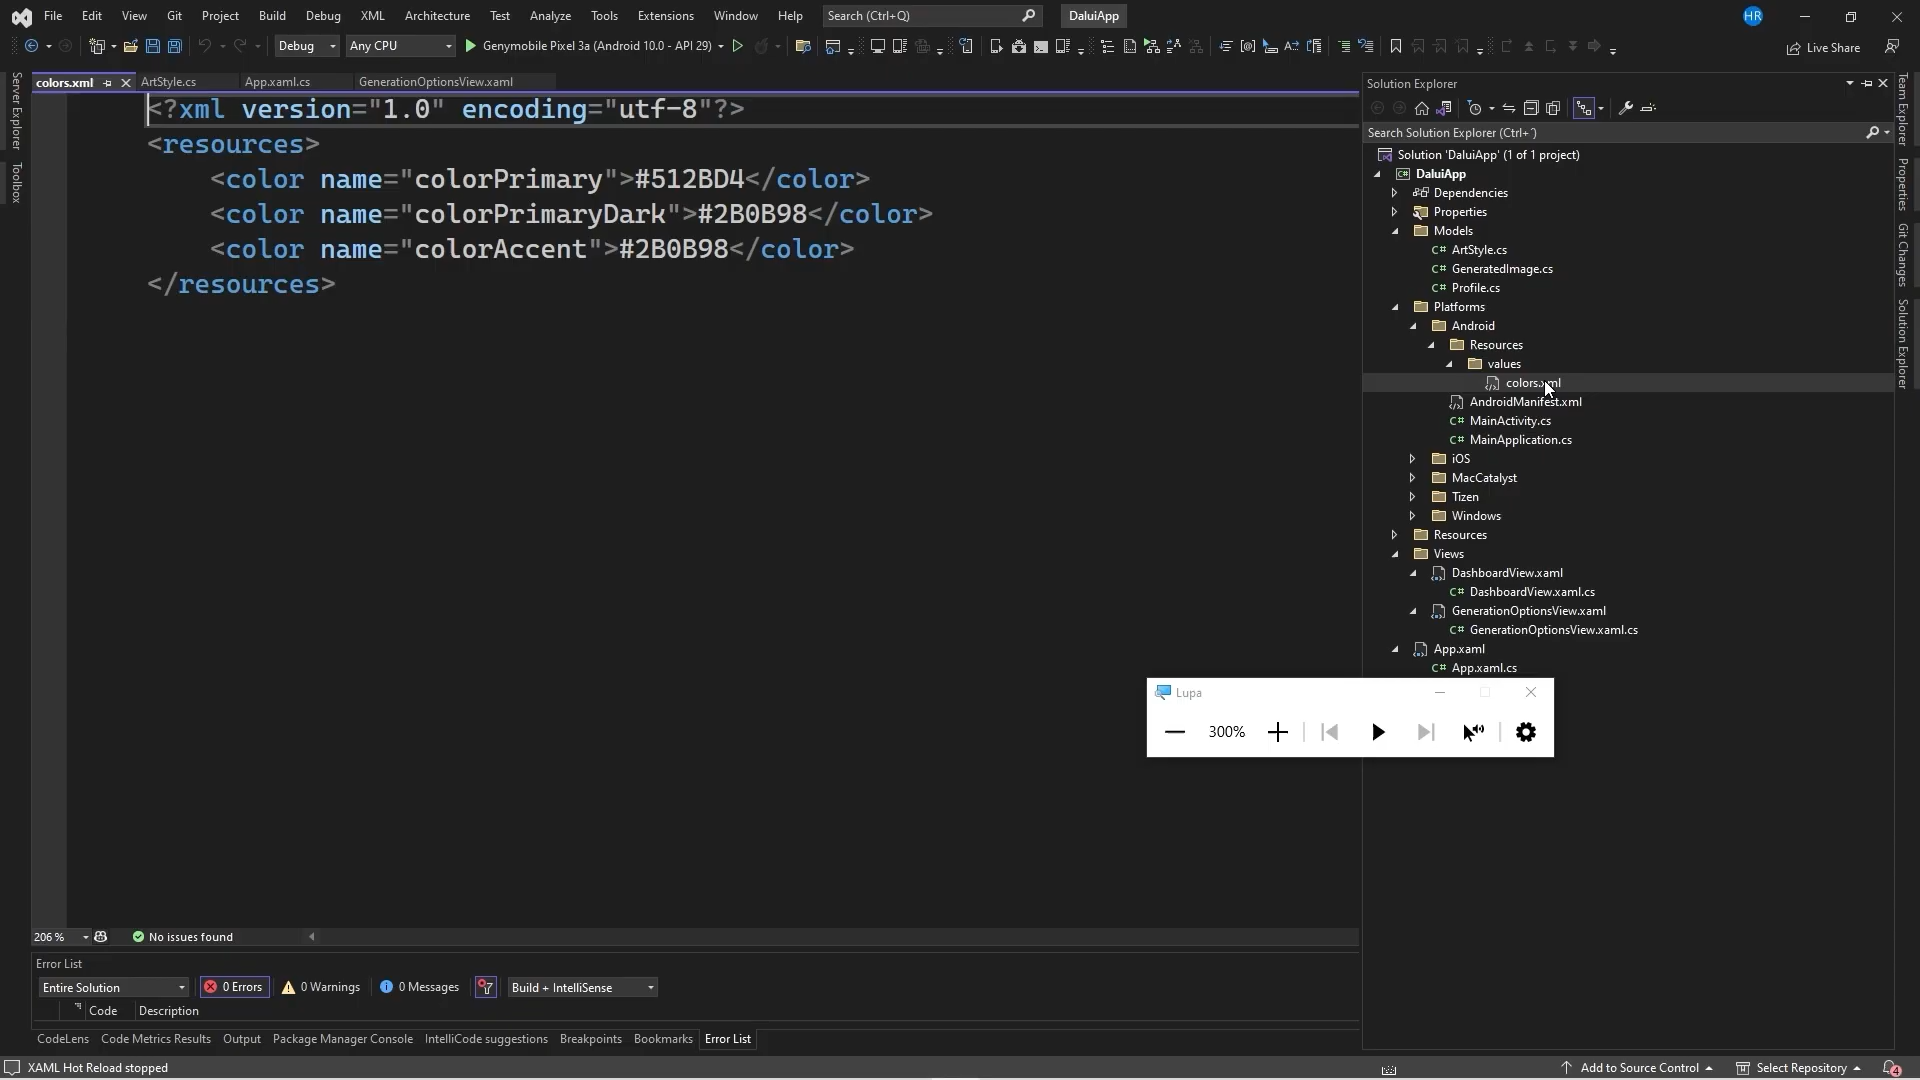 File Edit View Git Project Build Debug XML Architecture Test Analyze Tools Extensions Window Help Search (Ctrl+Q) DaluiApp HR
Debug Any CPU Genymobile Pixel 3a (Android 10.0 - API 29) Live Share
colors.xml ArtStyle.cs App.xaml.cs GenerationOptionsView.xaml
<?xml version="1.0" encoding="utf-8"?>
<resources>
<color name="colorPrimary">#512BD4</color>
<color name="colorPrimaryDark">#2B0B98</color>
<color name="colorAccent">#2B0B98</color>
</resources>
Server Explorer
Toolbox
Solution Explorer
Search Solution Explorer (Ctrl+´)
Solution 'DaluiApp' (1 of 1 project)
DaluiApp
Dependencies
Properties
Models
ArtStyle.cs
GeneratedImage.cs
Profile.cs
Platforms
Android
Resources
values
colors.xml
AndroidManifest.xml
MainActivity.cs
MainApplication.cs
iOS
MacCatalyst
Tizen
Windows
Resources
Views
DashboardView.xaml
DashboardView.xaml.cs
GenerationOptionsView.xaml
GenerationOptionsView.xaml.cs
App.xaml
App.xaml.cs
Team Explorer
Properties
Git Changes
Solution Explorer
Lupa
300%
206 % No issues found
Error List
Entire Solution 0 Errors 0 Warnings 0 Messages Build + IntelliSense
Code Description
CodeLens Code Metrics Results Output Package Manager Console IntelliCode suggestions Breakpoints Bookmarks Error List
XAML Hot Reload stopped Add to Source Control Select Repository 4